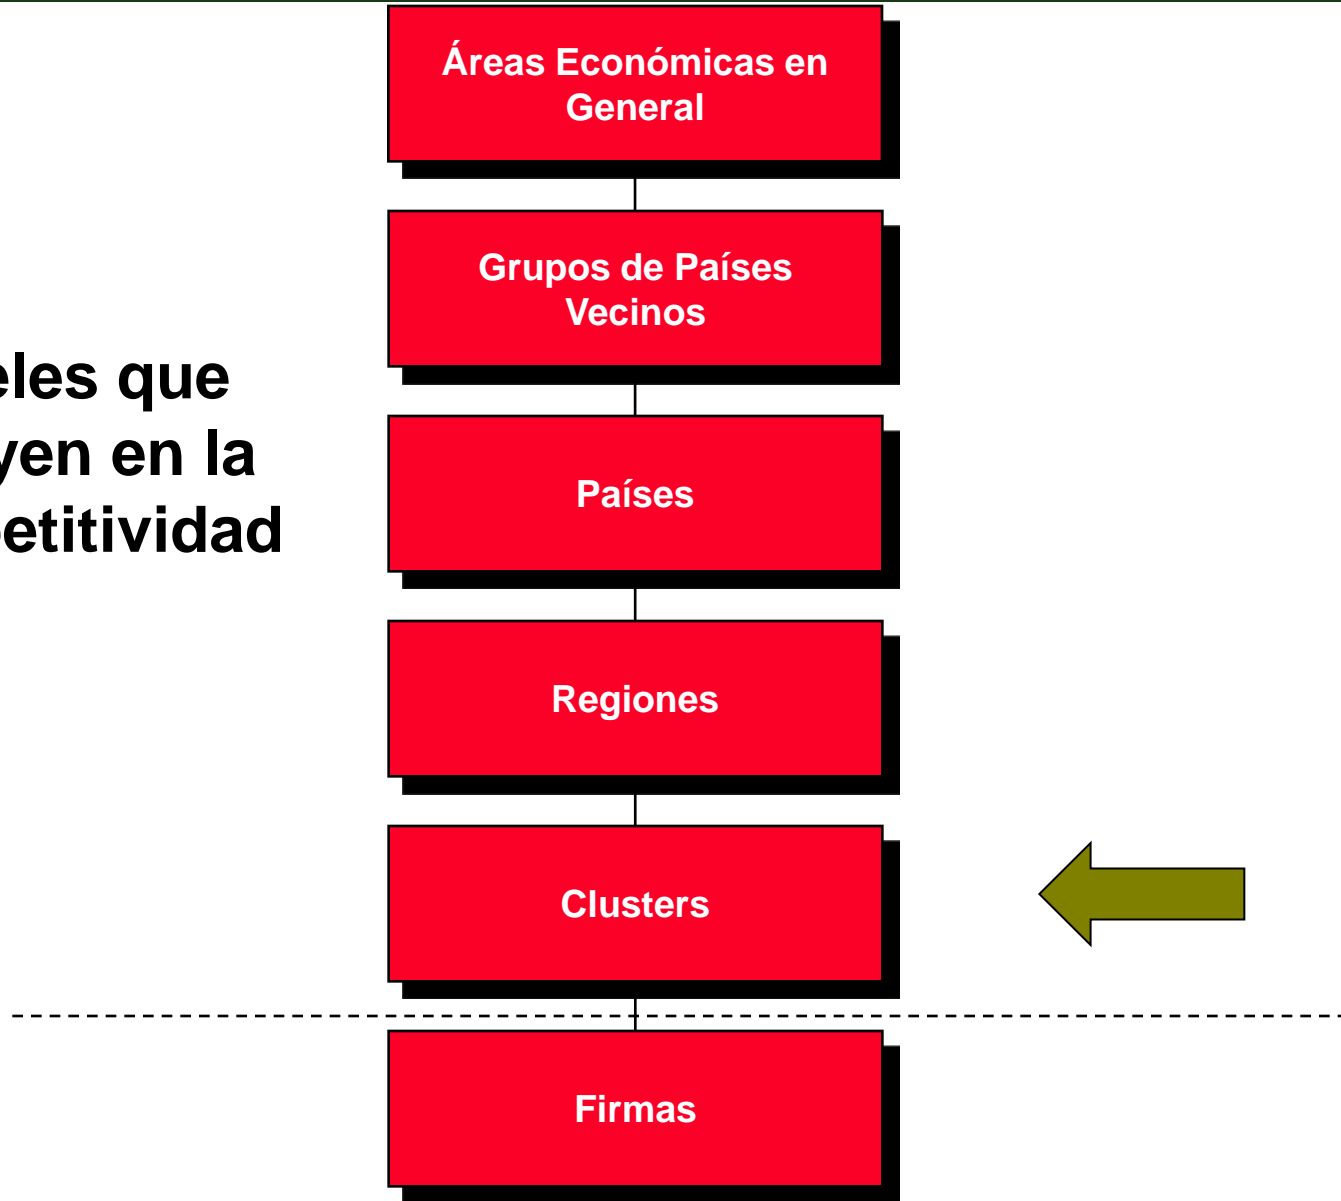 Áreas Económicas en
General
Grupos de Países
Vecinos
eles que
yen en la
etitividad
Países
Regiones
Clusters
Firmas